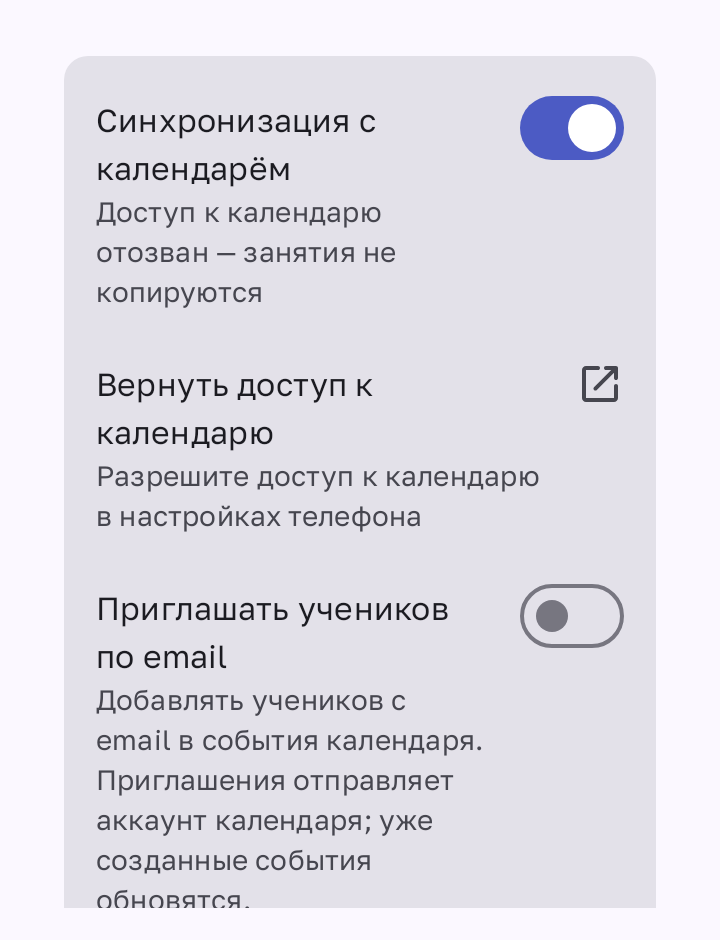 Синхронизация с
календарём
Доступ к календарю
отозван — занятия не
копируются
Вернуть доступ к
календарю
Разрешите доступ к календарю
в настройках телефона
Приглашать учеников
по email
Добавлять учеников с
email в события календаря.
Приглашения отправляет
аккаунт календаря; уже
созданные события
обновятся.